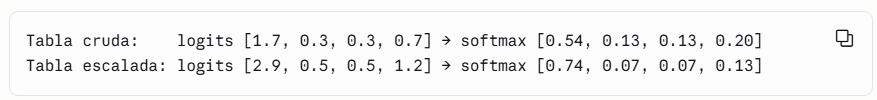 Tabla cruda:    logits [1.7, 0.3, 0.3, 0.7] → softmax [0.54, 0.13, 0.13, 0.20]
Tabla escalada: logits [2.9, 0.5, 0.5, 1.2] → softmax [0.74, 0.07, 0.07, 0.13]